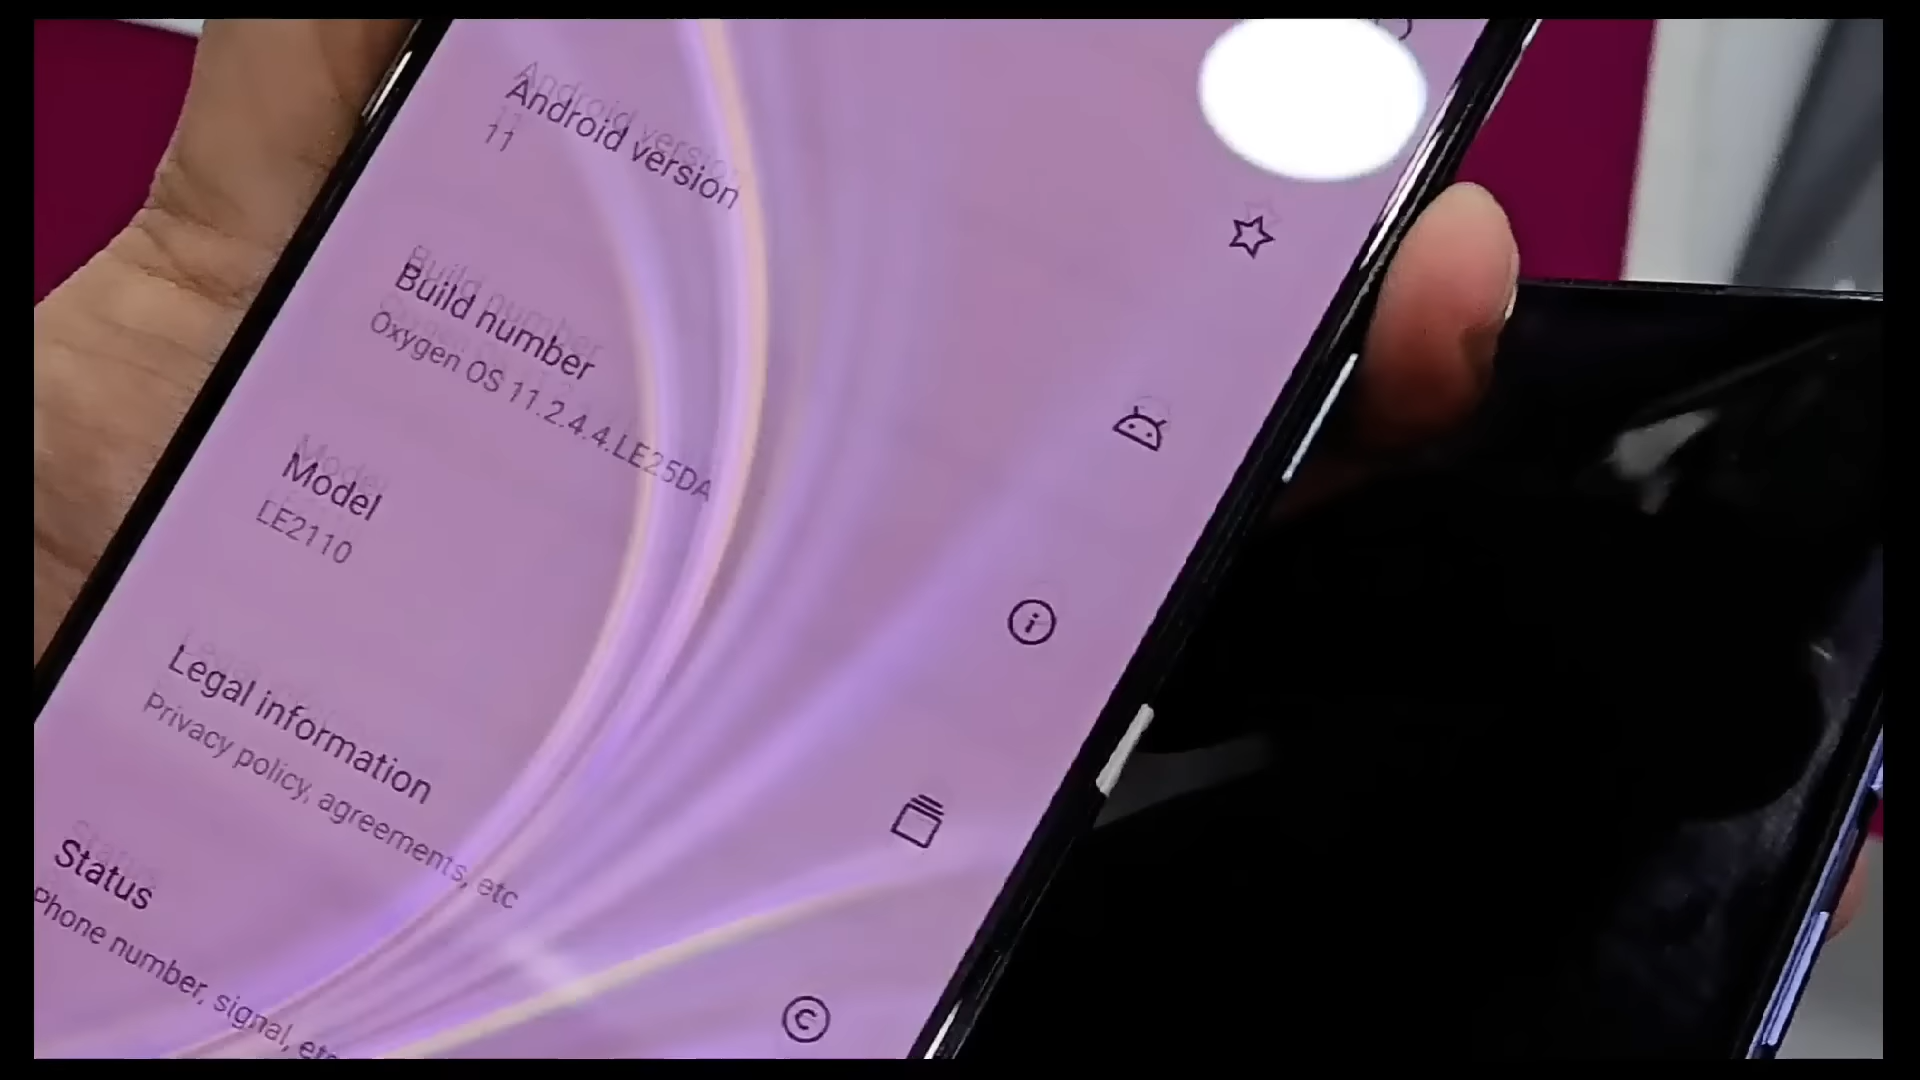 Android version
11
Build number
Oxygen OS 11.2.4.4.LE25DA
Model
LE2110
Legal information
Privacy policy, agreements, etc
Status
Phone number, signal, etc